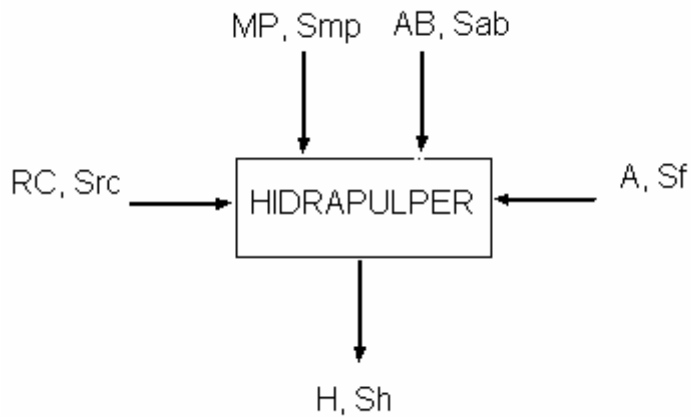 MP, Smp AB, Sab
RC, Src
HIDRAPULPER
A, Sf
H, Sh